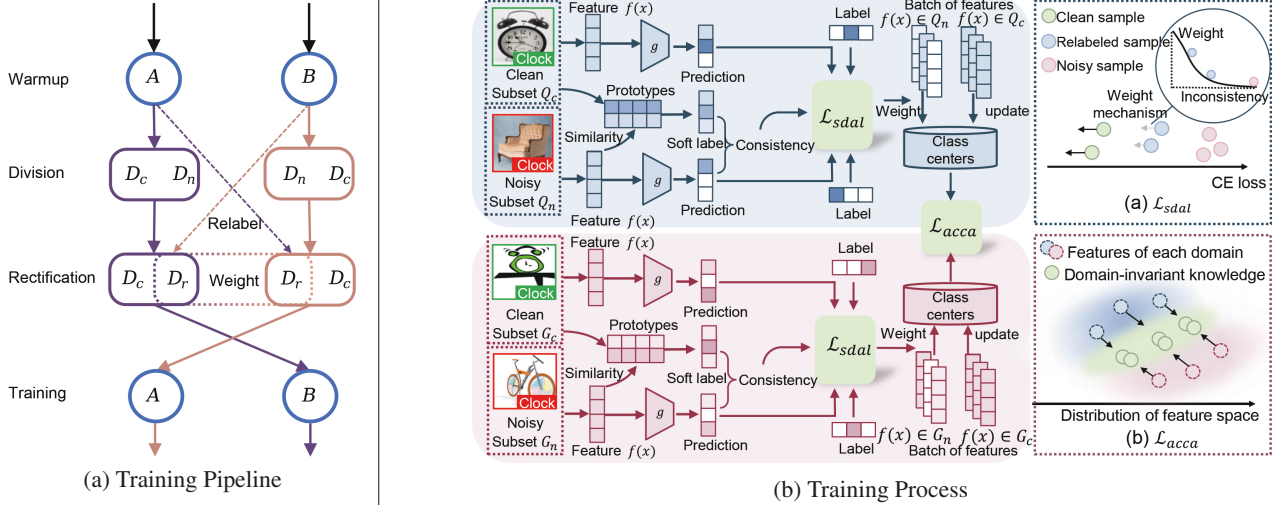 Warmup
A
B
Division
D_c D_n
D_n D_c
Relabel
Rectification
D_c D_r
Weight
D_r D_c
Training
A
B
(a) Training Pipeline
Feature f(x)
Clock
Clean
Subset Q_c
g
Prediction
Label
Batch of features
f(x) ∈ Q_n f(x) ∈ Q_c
Prototypes
Similarity
Soft label
Consistency
ℒ_sdal
Weight
update
Class
centers
Clock
Noisy
Subset Q_n
g
Prediction
Label
Feature f(x)
ℒ_acca
Feature f(x)
Clock
Clean
Subset G_c
g
Prediction
Label
Class
centers
Prototypes
Similarity
Soft label
Consistency
ℒ_sdal
Weight
update
Clock
Noisy
Subset G_n
g
Prediction
Label
Feature f(x)
f(x) ∈ G_n f(x) ∈ G_c
Batch of features
Clean sample
Relabeled sample
Noisy sample
Weight
Inconsistency
Weight
mechanism
CE loss
(a) ℒ_sdal
Features of each domain
Domain-invariant knowledge
Distribution of feature space
(b) ℒ_acca
(b) Training Process